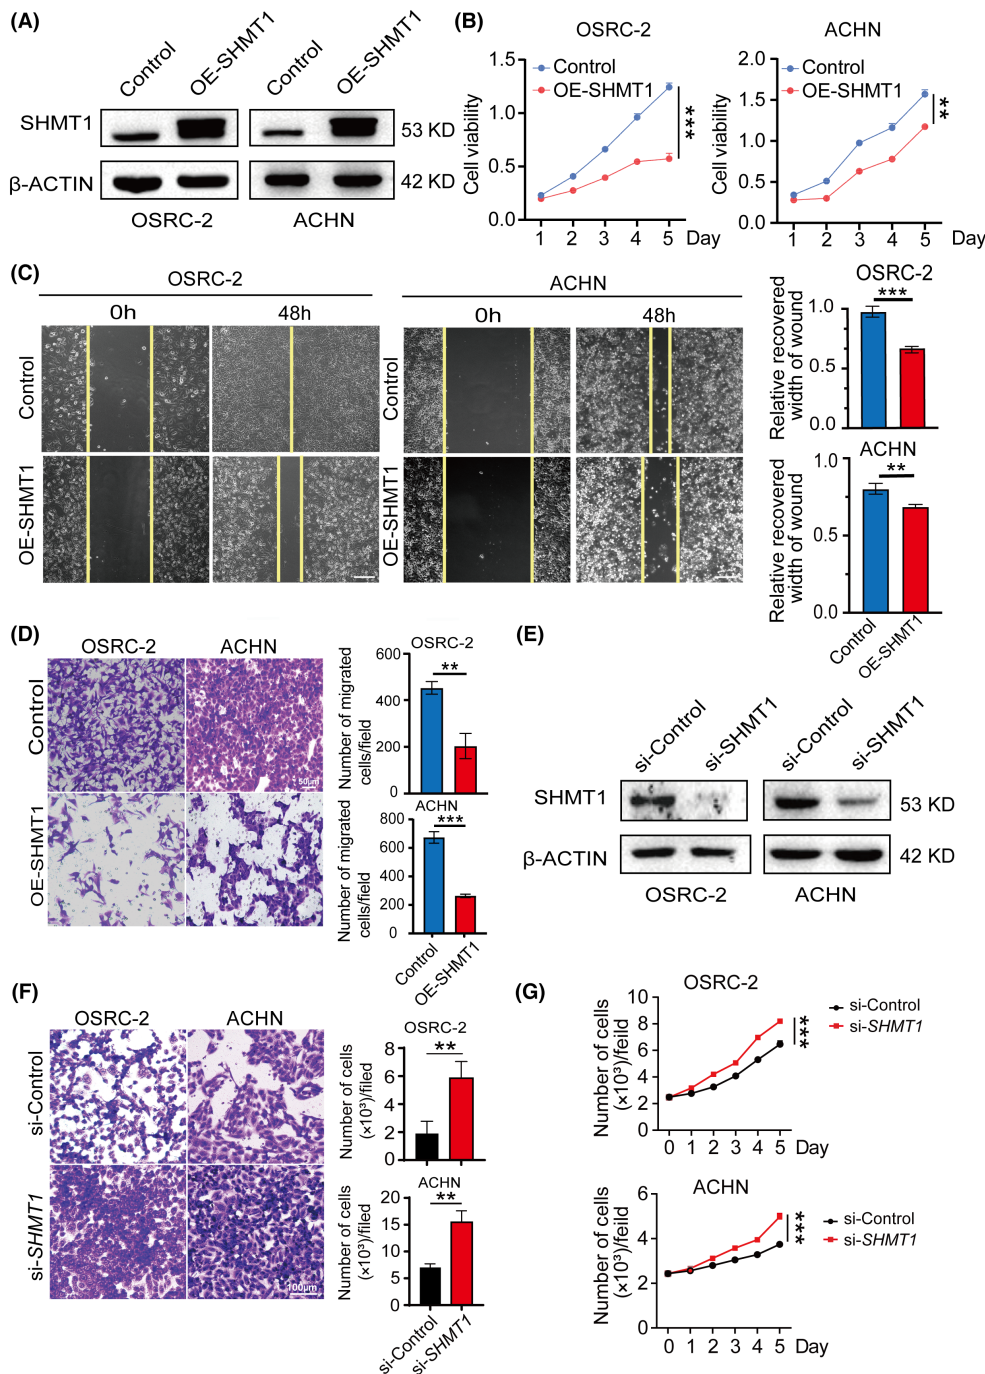 (A)
Control
OE-SHMT1
Control
OE-SHMT1
SHMT1
53 KD
β-ACTIN
42 KD
OSRC-2
ACHN
(B)
OSRC-2
Cell viability
1.5
1.0
0.5
0.0
Control
OE-SHMT1
***
1 2 3 4 5 Day
ACHN
Cell viability
2.0
1.5
1.0
0.5
0.0
Control
OE-SHMT1
**
1 2 3 4 5 Day
(C)
OSRC-2
ACHN
0h
48h
0h
48h
Control
OE-SHMT1
Control
OE-SHMT1
OSRC-2
Relative recovered
width of wound
1.0
0.5
0.0
***
ACHN
Relative recovered
width of wound
1.0
0.5
0.0
**
Control
OE-SHMT1
(D)
OSRC-2
ACHN
Control
OE-SHMT1
50μm
OSRC-2
Number of migrated
cells/field
600
400
200
0
**
ACHN
Number of migrated
cells/field
800
600
400
200
0
***
Control
OE-SHMT1
(E)
si-Control
si-SHMT1
si-Control
si-SHMT1
SHMT1
53 KD
β-ACTIN
42 KD
OSRC-2
ACHN
(F)
OSRC-2
ACHN
si-Control
si-SHMT1
100μm
OSRC-2
Number of cells
(×10³)/filed
10
8
6
4
2
0
**
ACHN
Number of cells
(×10³)/filed
20
15
10
5
0
**
si-Control
si-SHMT1
(G)
OSRC-2
Number of cells
(×10³)/feild
10
8
6
4
2
0
si-Control
si-SHMT1
****
0 1 2 3 4 5 Day
ACHN
Number of cells
(×10³)/feild
6
4
2
0
si-Control
si-SHMT1
***
0 1 2 3 4 5 Day